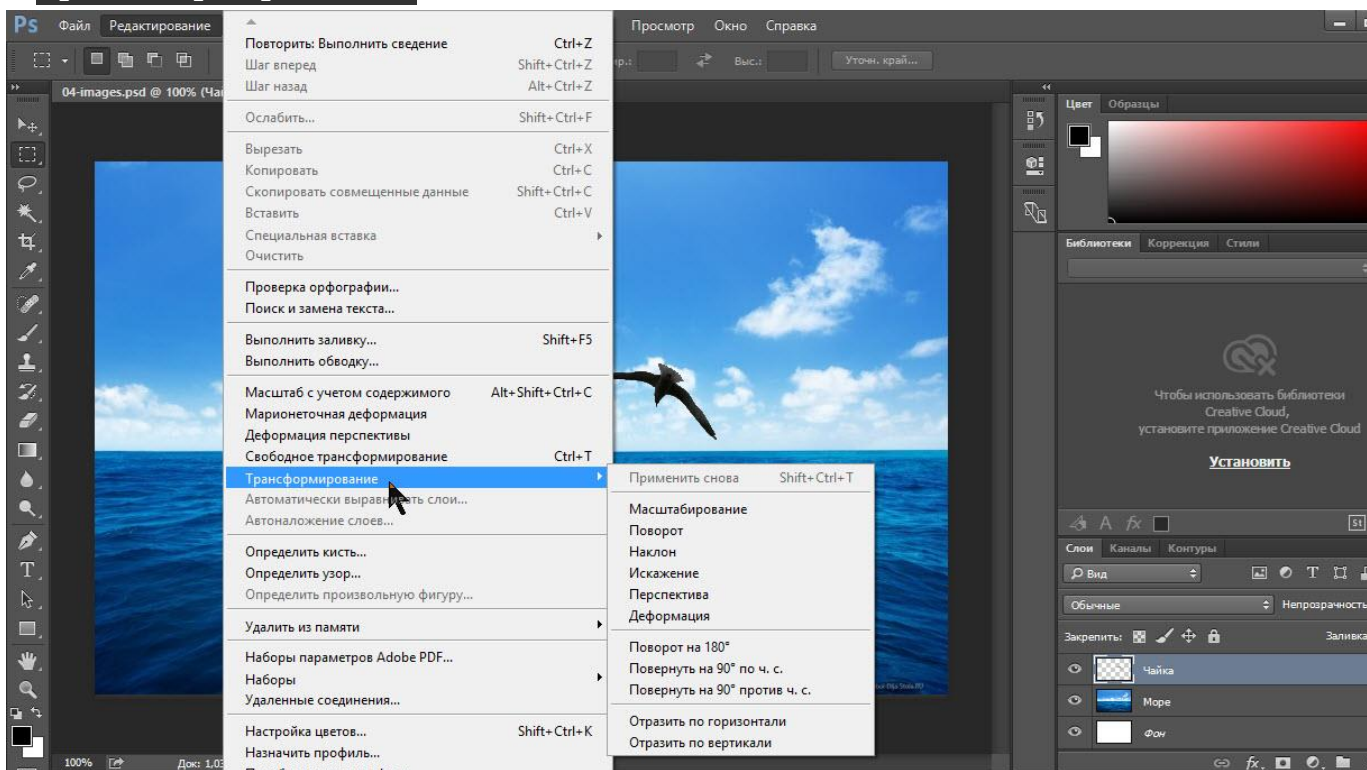 Ps Файл Редактирование Просмотр Окно Справка
Выс.: Уточн. край...
04-images.psd @ 100% (Чай
Повторить: Выполнить сведение Ctrl+Z
Шаг вперед Shift+Ctrl+Z
Шаг назад Alt+Ctrl+Z
Ослабить... Shift+Ctrl+F
Вырезать Ctrl+X
Копировать Ctrl+C
Скопировать совмещенные данные Shift+Ctrl+C
Вставить Ctrl+V
Специальная вставка
Очистить
Проверка орфографии...
Поиск и замена текста...
Выполнить заливку... Shift+F5
Выполнить обводку...
Масштаб с учетом содержимого Alt+Shift+Ctrl+C
Марионеточная деформация
Деформация перспективы
Свободное трансформирование Ctrl+T
Трансформирование
Автоматически выравнивать слои...
Автоналожение слоев...
Определить кисть...
Определить узор...
Определить произвольную фигуру...
Удалить из памяти
Наборы параметров Adobe PDF...
Наборы
Удаленные соединения...
Настройка цветов... Shift+Ctrl+K
Назначить профиль...
Применить снова Shift+Ctrl+T
Масштабирование
Поворот
Наклон
Искажение
Перспектива
Деформация
Поворот на 180°
Повернуть на 90° по ч. с.
Повернуть на 90° против ч. с.
Отразить по горизонтали
Отразить по вертикали
100% Док: 1,03
Цвет Образцы
Библиотеки Коррекция Стили
Чтобы использовать библиотеки
Creative Cloud,
установите приложение Creative Cloud
Установить
St
Слои Каналы Контуры
Вид
Обычные Непрозрачность
Закрепить: Заливка
Чайка
Море
Фон